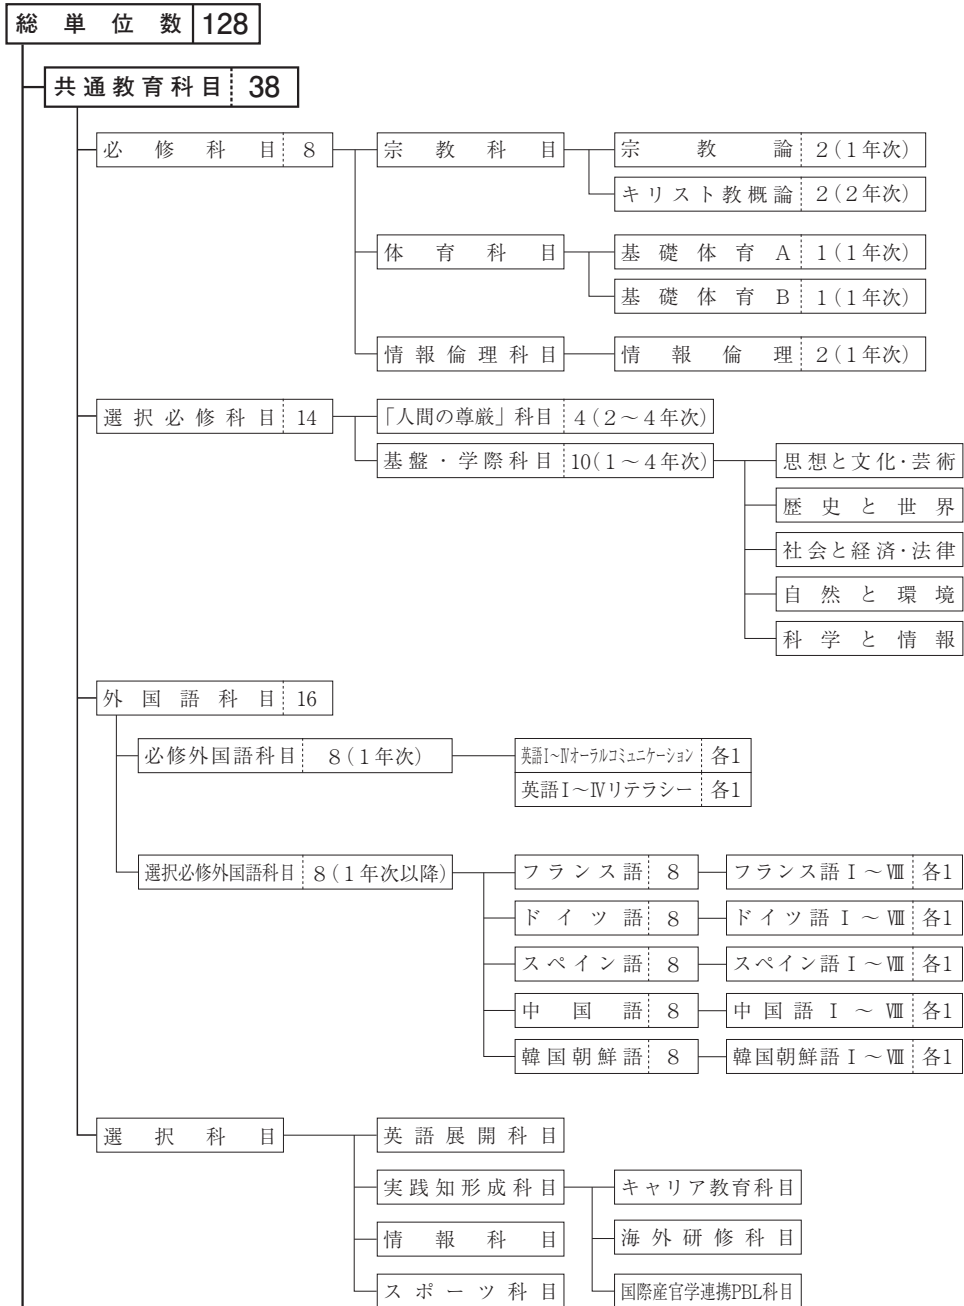 総単位数 128
共通教育科目 38
必修科目 8 宗教科目 宗教論 2(1年次)
キリスト教概論 2(2年次)
体育科目 基礎体育A 1(1年次)
基礎体育B 1(1年次)
情報倫理科目 情報倫理 2(1年次)
選択必修科目 14 「人間の尊厳」科目 4(2～4年次)
基盤・学際科目 10(1～4年次) 思想と文化・芸術
歴史と世界
社会と経済・法律
自然と環境
科学と情報
外国語科目 16
必修外国語科目 8(1年次) 英語Ⅰ~Ⅳオーラルコミュニケーション 各1
英語Ⅰ～Ⅳリテラシー 各1
選択必修外国語科目 8(1年次以降) フランス語 8 フランス語Ⅰ～Ⅷ 各1
ドイツ語 8 ドイツ語Ⅰ～Ⅷ 各1
スペイン語 8 スペイン語Ⅰ～Ⅷ 各1
中国語 8 中国語Ⅰ～Ⅷ 各1
韓国朝鮮語 8 韓国朝鮮語Ⅰ～Ⅷ 各1
選択科目 英語展開科目
実践知形成科目 キャリア教育科目
情報科目 海外研修科目
スポーツ科目 国際産官学連携PBL科目